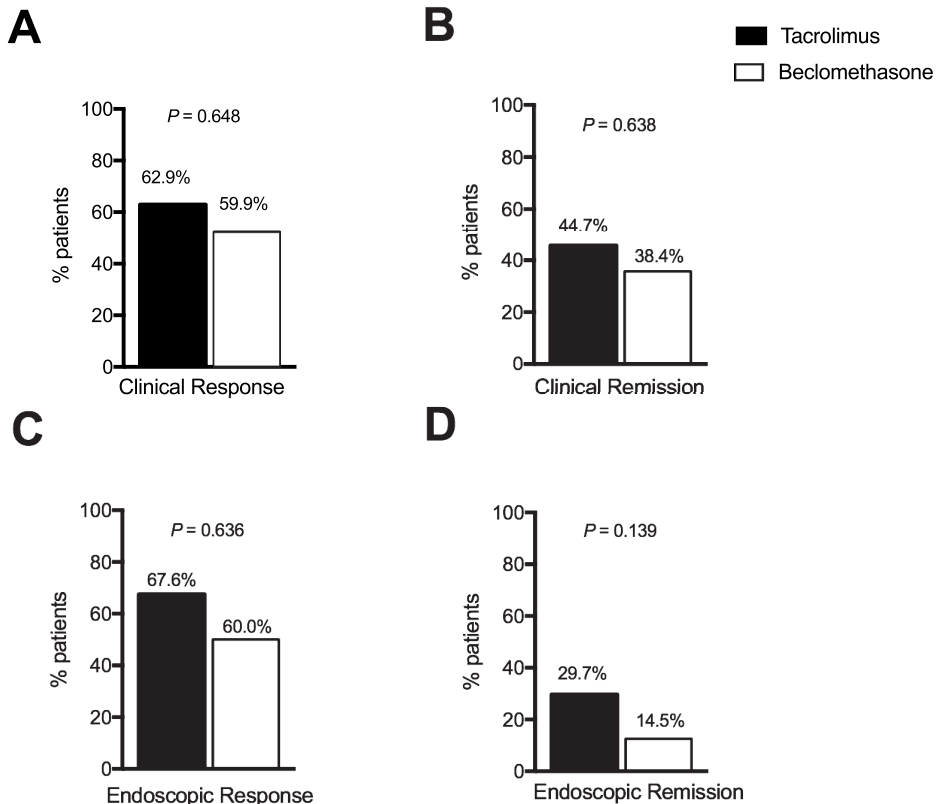 A
B
Tacrolimus
Beclomethasone
100
80
60
40
20
0
% patients
P = 0.648
62.9%
59.9%
Clinical Response
100
80
60
40
20
0
% patients
P = 0.638
44.7%
38.4%
Clinical Remission
C
D
100
80
60
40
20
0
% patients
P = 0.636
67.6%
60.0%
Endoscopic Response
100
80
60
40
20
0
% patients
P = 0.139
29.7%
14.5%
Endoscopic Remission